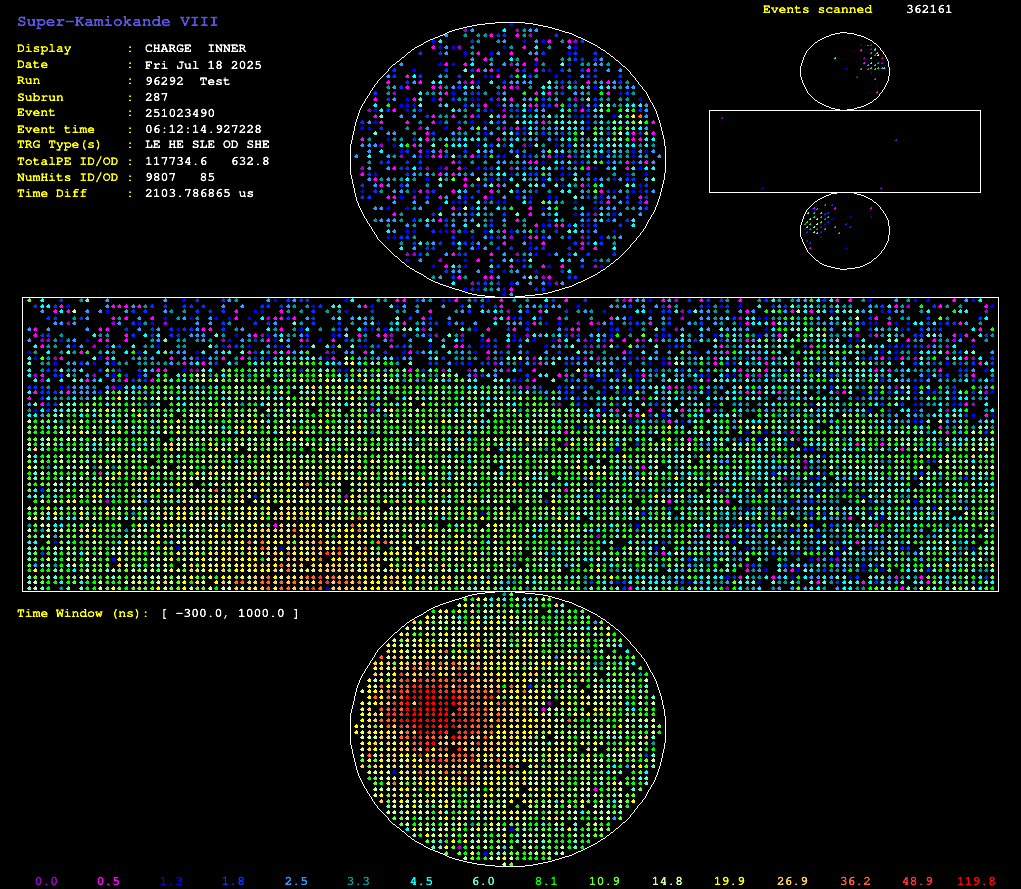 Super-Kamiokande VIII
Events scanned 362161
Display : CHARGE INNER
Date : Fri Jul 18 2025
Run : 96292 Test
Subrun : 287
Event : 251023490
Event time : 06:12:14.927228
TRG Type(s) : LE HE SLE OD SHE
TotalPE ID/OD : 117734.6 632.8
NumHits ID/OD : 9807 85
Time Diff : 2103.786865 us
Time Window (ns): [ -300.0, 1000.0 ]
0.0 0.5 1.3 1.8 2.5 3.3 4.5 6.0 8.1 10.9 14.8 19.9 26.9 36.2 48.9 119.8